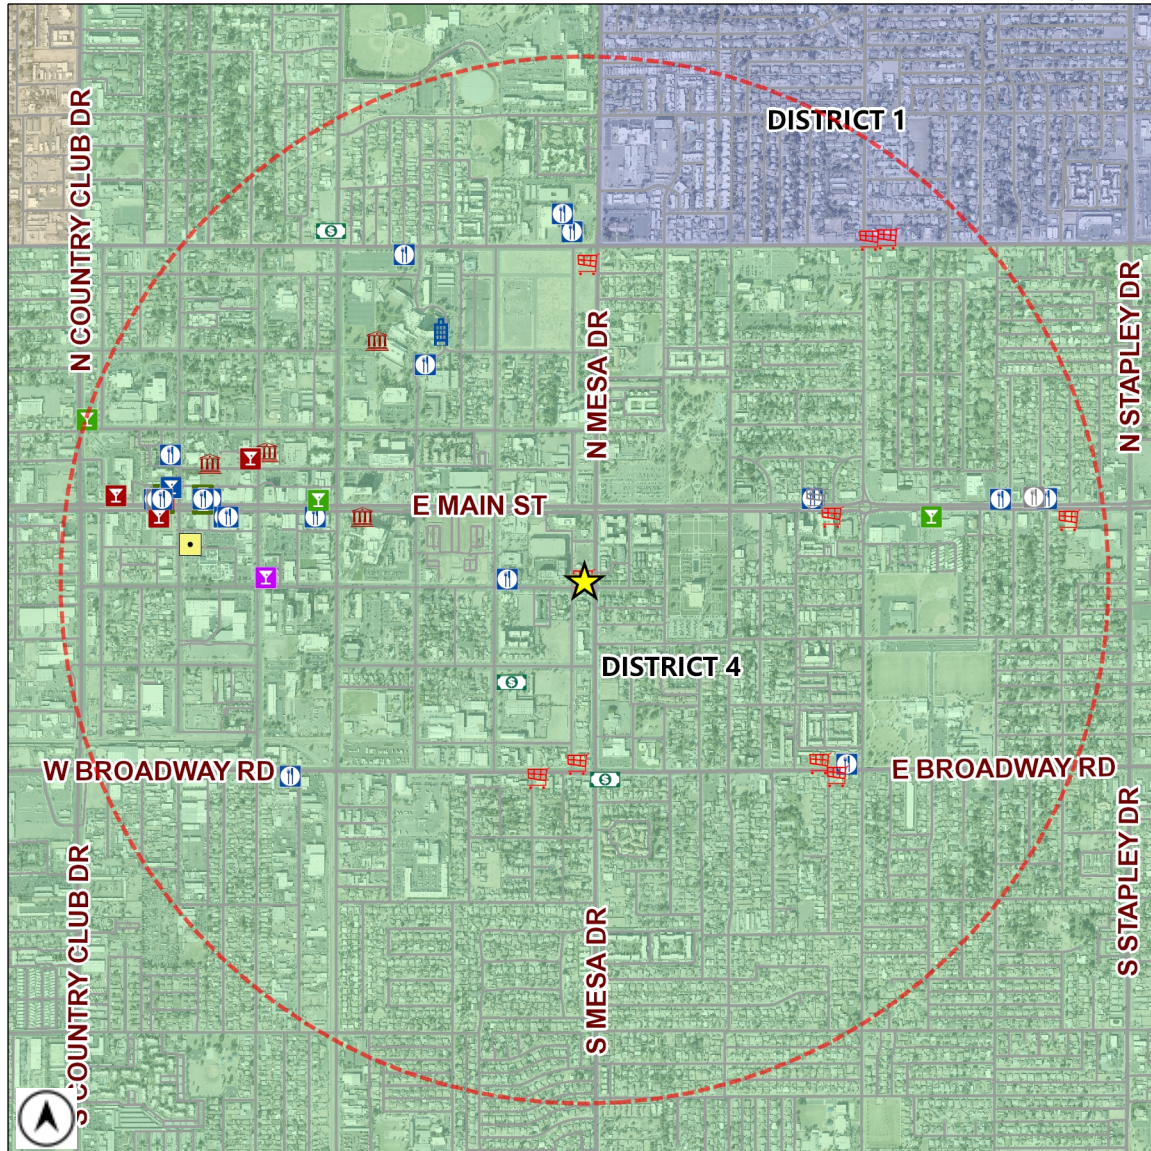 DISTRICT 1
N COUNTRY CLUB DR
N STAPLEY DR
N MESA DR
E MAIN ST
DISTRICT 4
W BROADWAY RD
E BROADWAY RD
S STAPLEY DR
S COUNTRY CLUB DR
S MESA DR